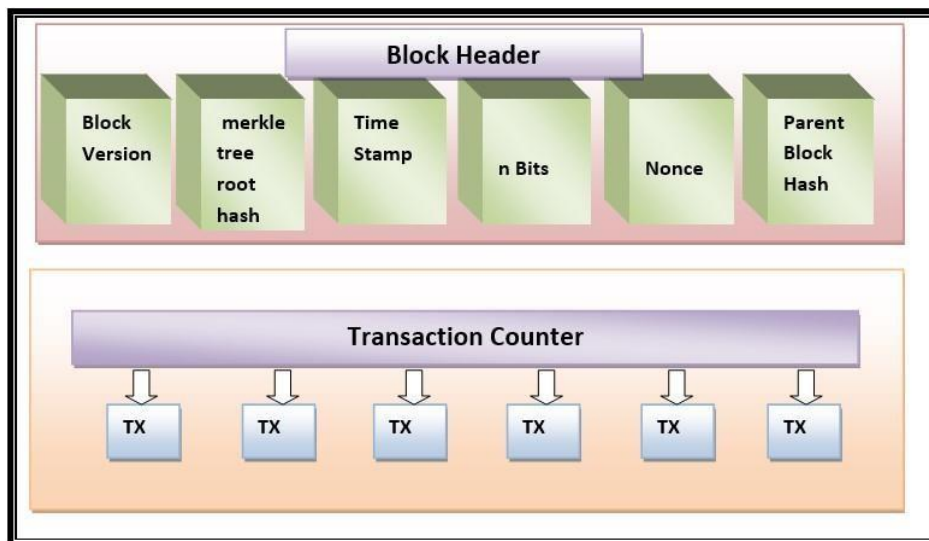 Block Header
Block
Version
merkle
tree
root
hash
Time
Stamp
n Bits
Nonce
Parent
Block
Hash
Transaction Counter
TX
TX
TX
TX
TX
TX